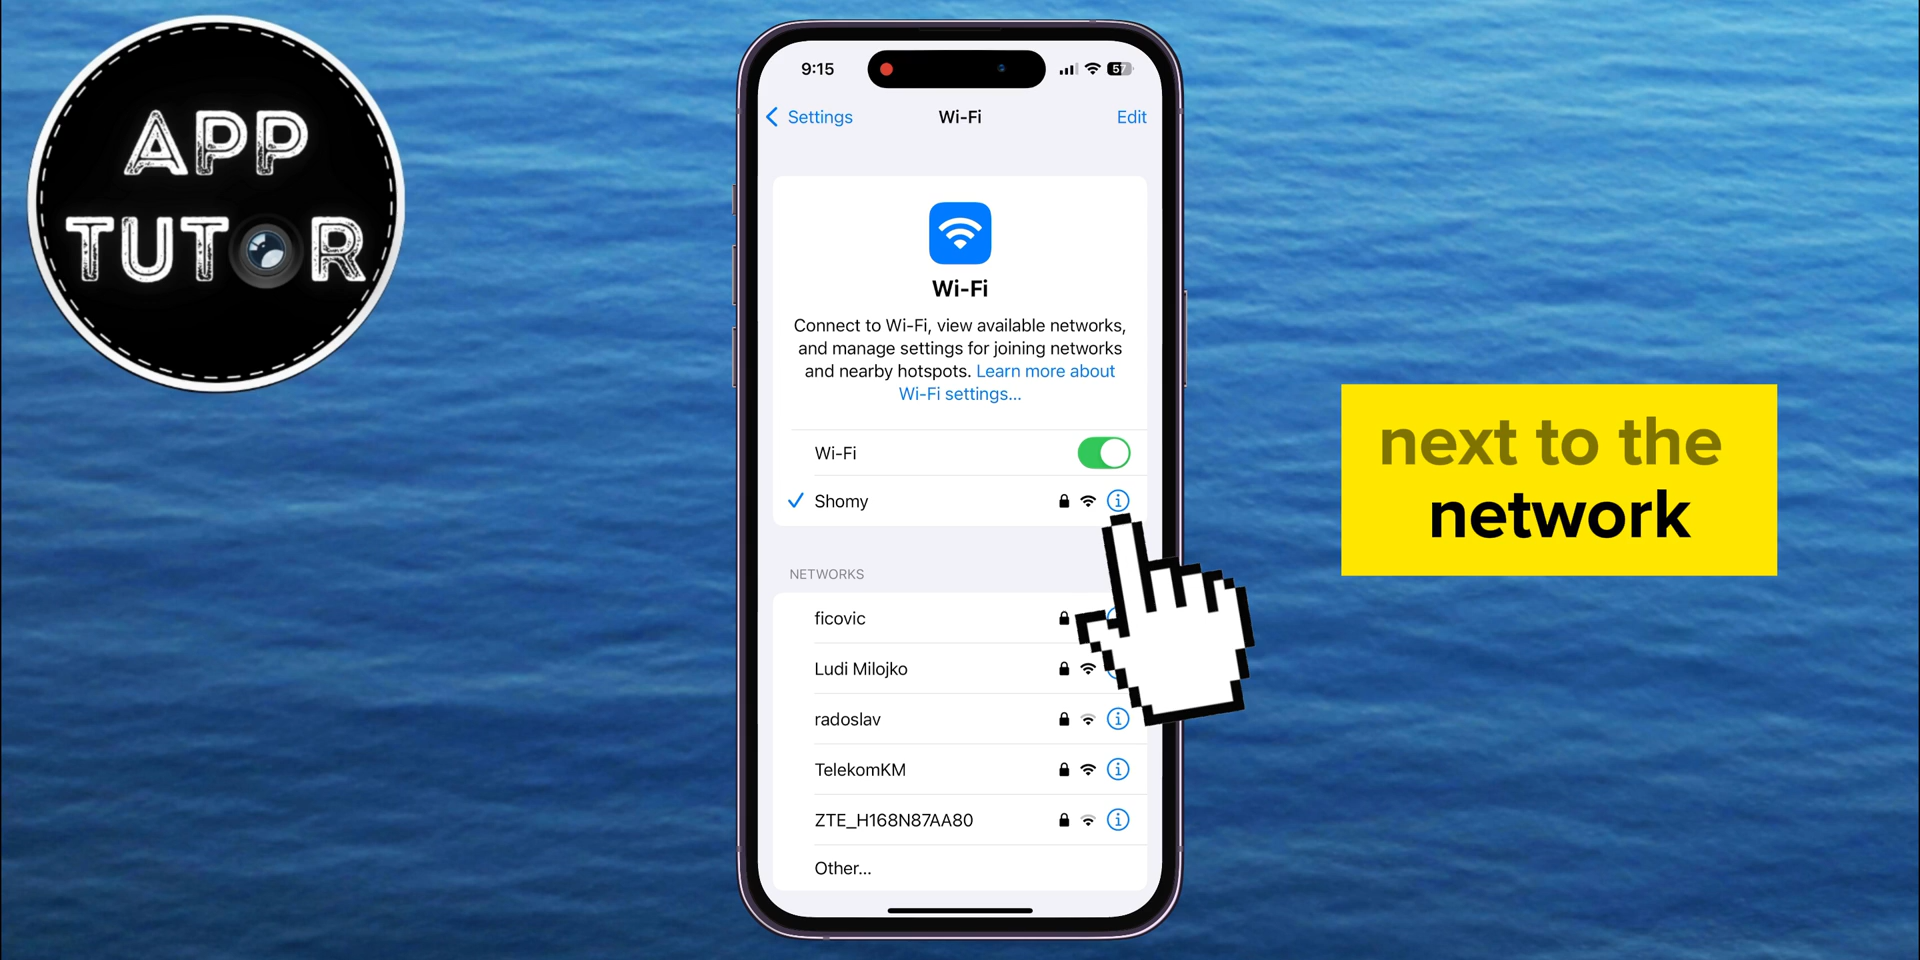 APP
TUTOR
9:15
57
Settings
Wi-Fi
Edit
Wi-Fi
Connect to Wi-Fi, view available networks,
and manage settings for joining networks
and nearby hotspots. Learn more about
Wi-Fi settings...
Wi-Fi
Shomy
NETWORKS
ficovic
Ludi Milojko
radoslav
TelekomKM
ZTE_H168N87AA80
Other...
next to the
network